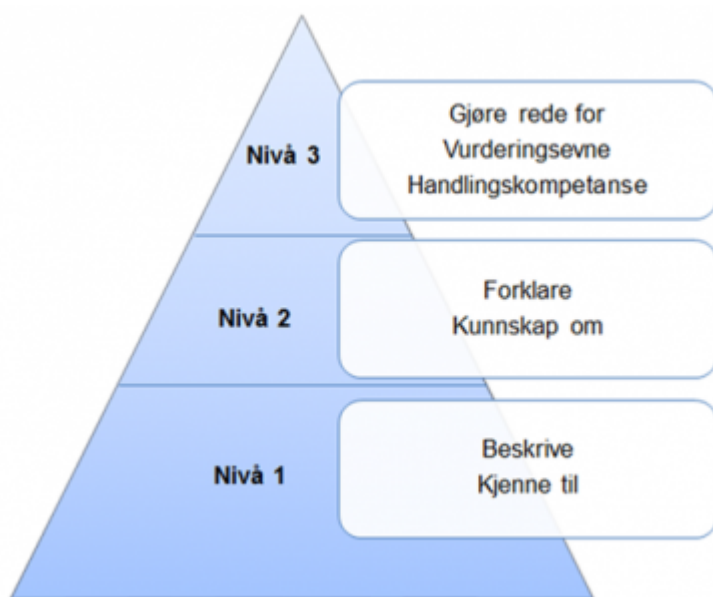 Nivå 3
Gjøre rede for
Vurderingsevne
Handlingskompetanse
Nivå 2
Forklare
Kunnskap om
Nivå 1
Beskrive
Kjenne til